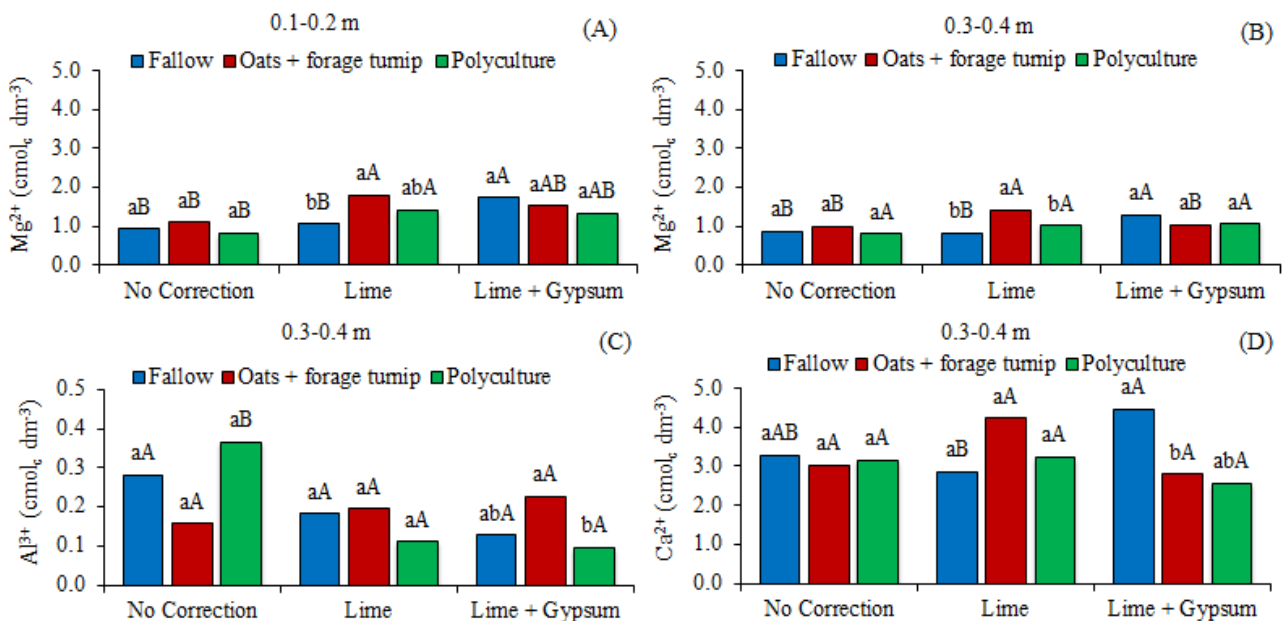 0.1-0.2 m
(A)
Fallow Oats + forage turnip Polyculture
Mg²⁺ (cmol꜀ dm⁻³)
5.0
4.0
3.0
2.0
1.0
0.0
aB aB aB bB aA abA aA aAB aAB
No Correction Lime Lime + Gypsum
0.3-0.4 m
(B)
Fallow Oats + forage turnip Polyculture
Mg²⁺ (cmol꜀ dm⁻³)
5.0
4.0
3.0
2.0
1.0
0.0
aB aB aA bB aA bA aA aB aA
No Correction Lime Lime + Gypsum
0.3-0.4 m
(C)
Fallow Oats + forage turnip Polyculture
Al³⁺ (cmol꜀ dm⁻³)
0.5
0.4
0.3
0.2
0.1
0.0
aA aA aB aA aA aA abA aA bA
No Correction Lime Lime + Gypsum
0.3-0.4 m
(D)
Fallow Oats + forage turnip Polyculture
Ca²⁺ (cmol꜀ dm⁻³)
5.0
4.0
3.0
2.0
1.0
0.0
aAB aA aA aB aA aA aA bA abA
No Correction Lime Lime + Gypsum